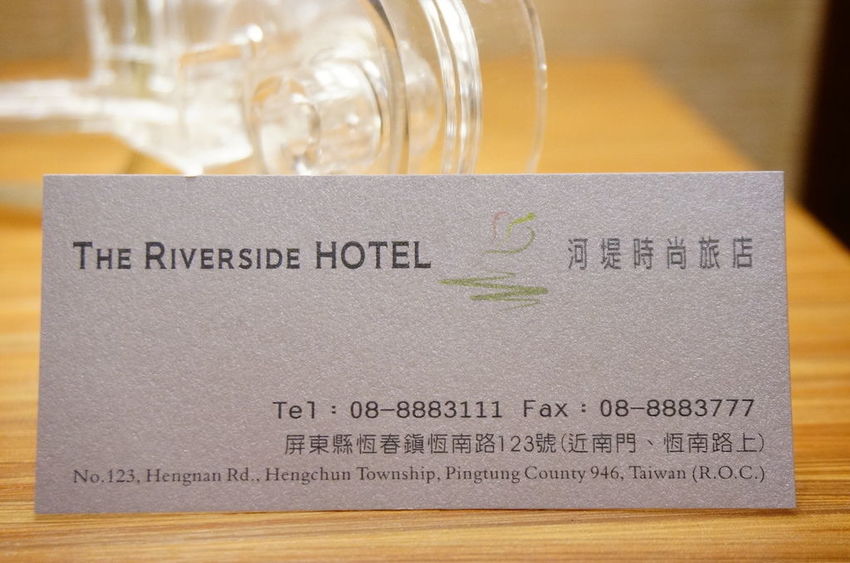 THE RIVERSIDE HOTEL 河堤時尚旅店
Tel：08-8883111 Fax：08-8883777
屏東縣恆春鎮恆南路123號(近南門、恆南路上)
No.123, Hengnan Rd., Hengchun Township, Pingtung County 946, Taiwan (R.O.C.)